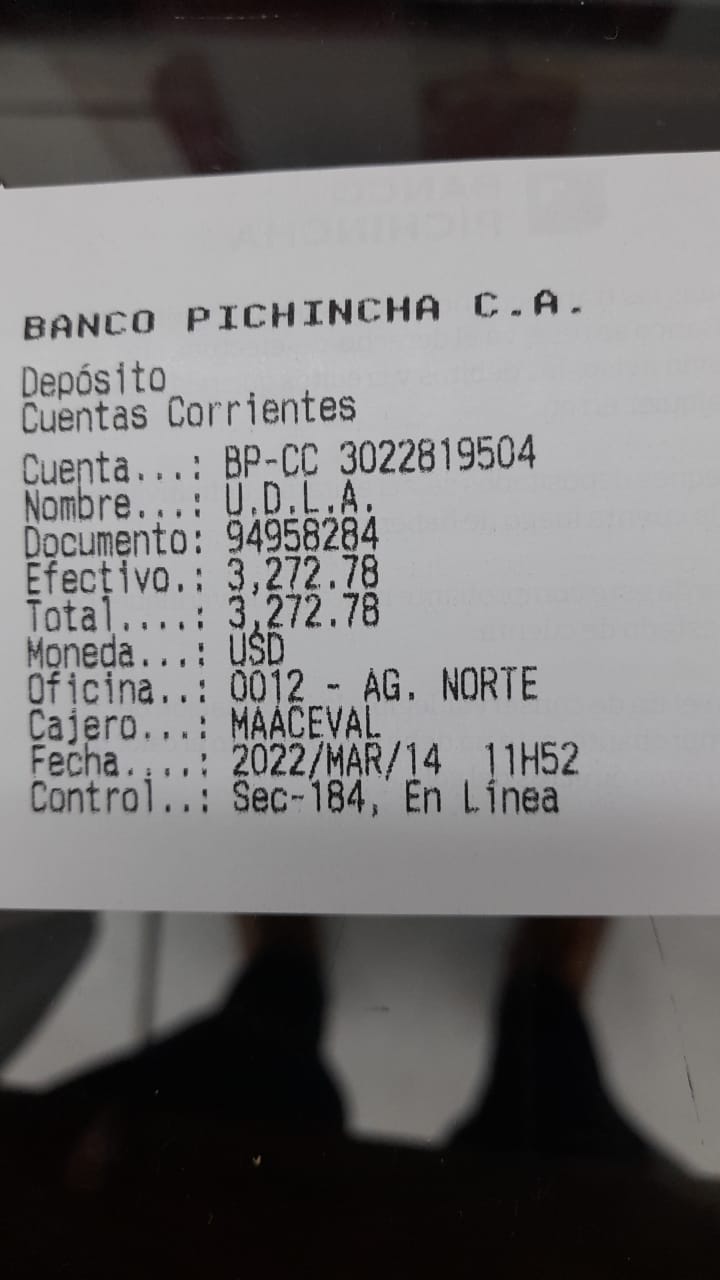 BANCO PICHINCHA C.A.
Depósito
Cuentas Corrientes
Cuenta...: BP-CC 3022819504
Nombre...: U.D.L.A.
Documento: 94958284
Efectivo.: 3,272.78
Total....: 3,272.78
Moneda...: USD
Oficina..: 0012 - AG. NORTE
Cajero...: MAACEVAL
Fecha....: 2022/MAR/14 11H52
Control..: Sec-184, En Línea